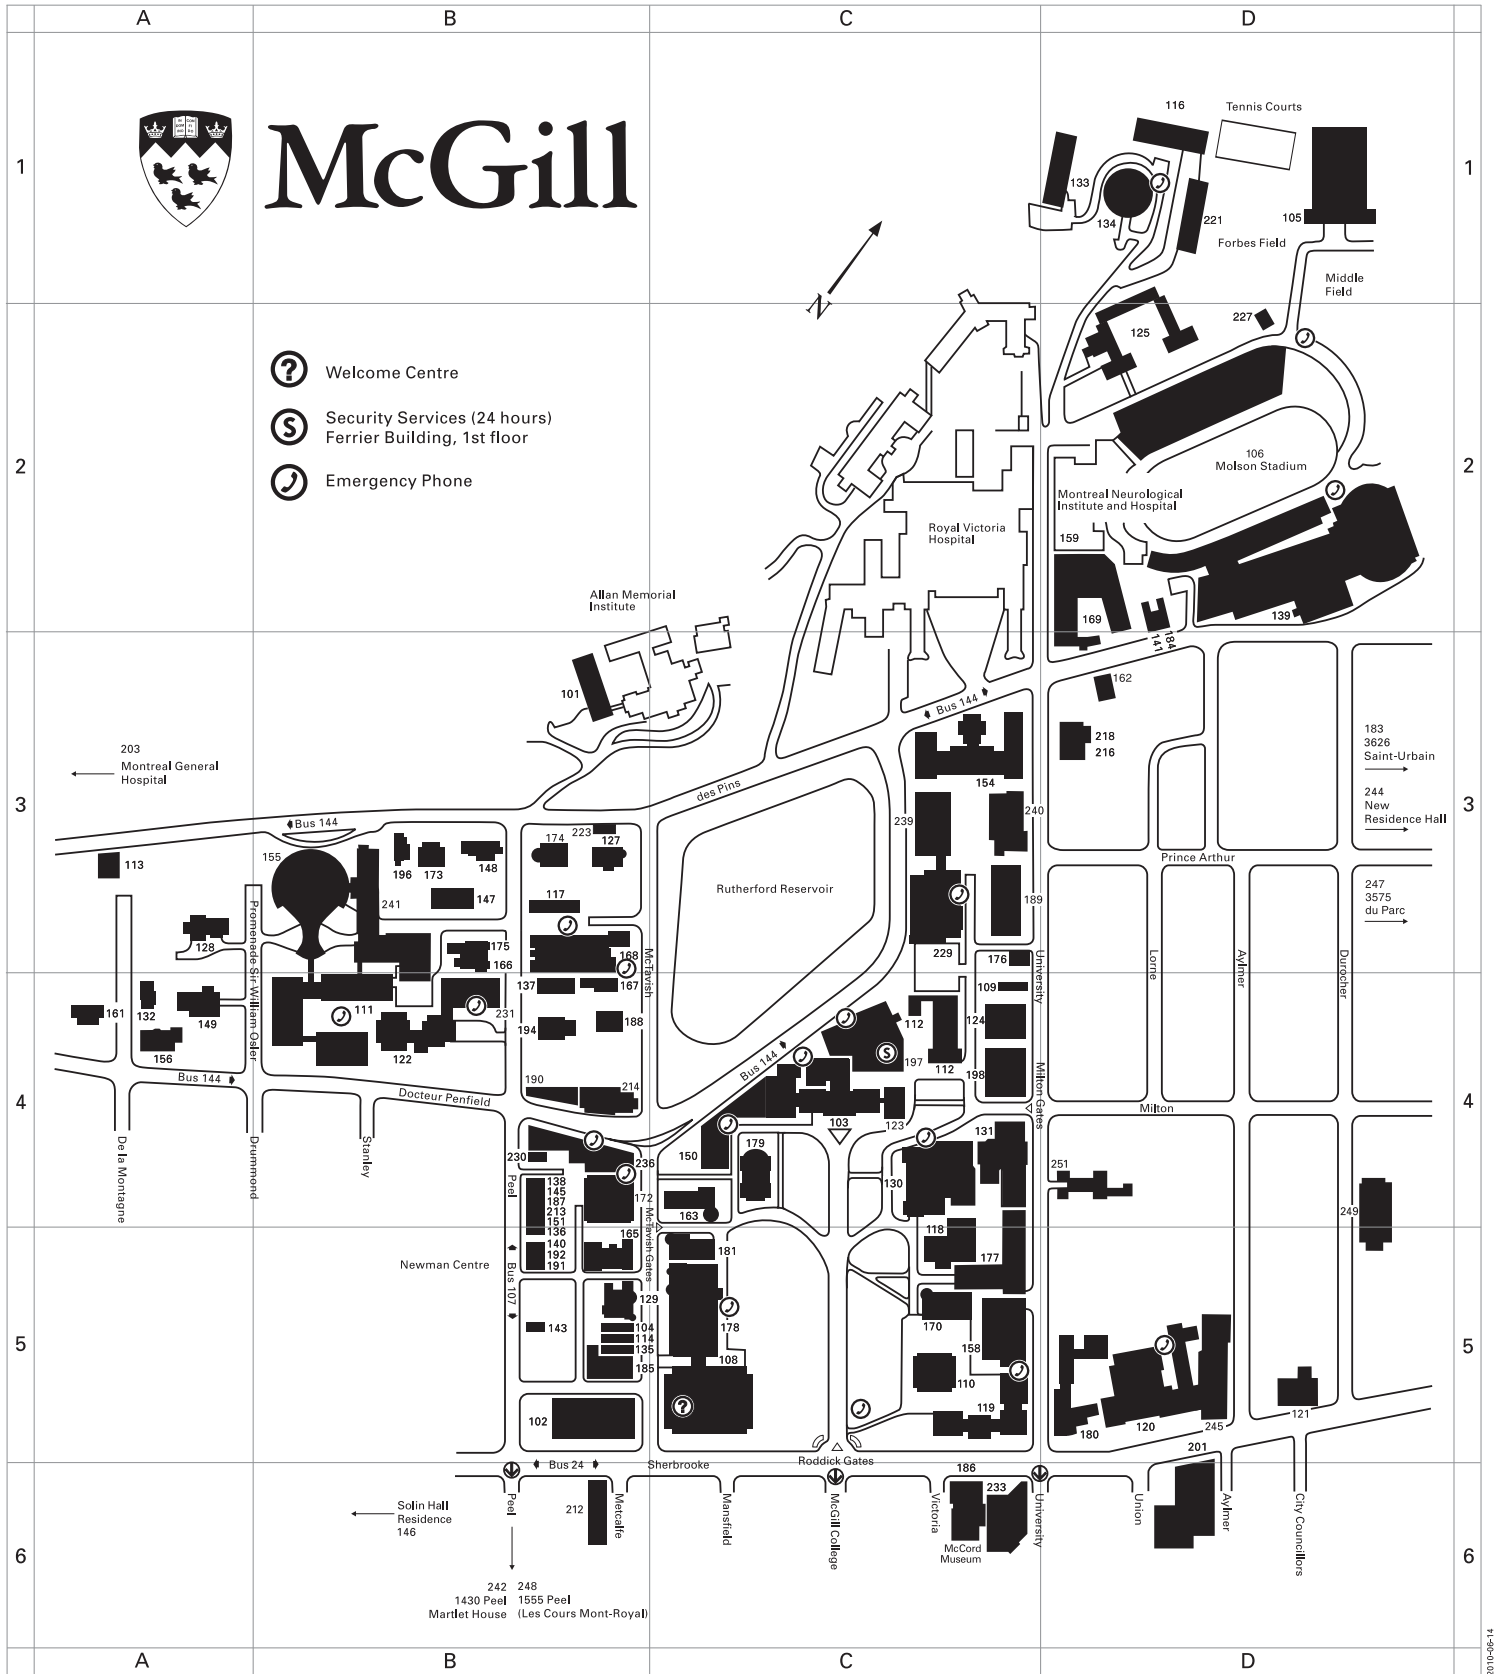 A
B
C
D
1
1
McGill
116
Tennis Courts
133
134
221
105
Forbes Field
Middle
Field
N
Welcome Centre
Security Services (24 hours)
Ferrier Building, 1st floor
Emergency Phone
?
S
2
2
125
227
106
Molson Stadium
Montreal Neurological
Institute and Hospital
159
Royal Victoria
Hospital
Allan Memorial
Institute
169
141
184
139
101
Bus 144
162
218
216
154
203
Montreal General
Hospital
183
3626
Saint-Urbain
244
New
Residence Hall
3
3
des Pins
239
240
Bus 144
155
113
223
174
127
196
173
148
147
117
241
Rutherford Reservoir
189
Prince Arthur
247
3575
du Parc
128
Promenade Sir William Osler
175
166
168
McTavish
229
176
University
Lorne
Aylmer
Durocher
161
132
149
156
111
122
231
137
167
194
188
109
112
124
S
197
112
198
Milton Gates
Bus 144
Bus 144
Docteur Penfield
190
214
4
4
103
123
Milton
De la Montagne
Drummond
Stanley
Peel
230
236
150
179
131
130
251
138
145
187
213
151
136
140
192
191
172
165
McTavish Gates
163
181
118
177
249
Newman Centre
Bus 107
129
143
104
114
135
185
178
108
170
158
110
119
5
5
?
102
180
120
245
121
201
Bus 24
Sherbrooke
Roddick Gates
186
233
McCord
Museum
Solin Hall
Residence
146
Peel
212
Metcalfe
Mansfield
McGill College
Victoria
University
Union
Aylmer
City Councillors
6
6
242
1430 Peel
Martlet House
248
1555 Peel
(Les Cours Mont-Royal)
A
B
C
D
2010-06-14